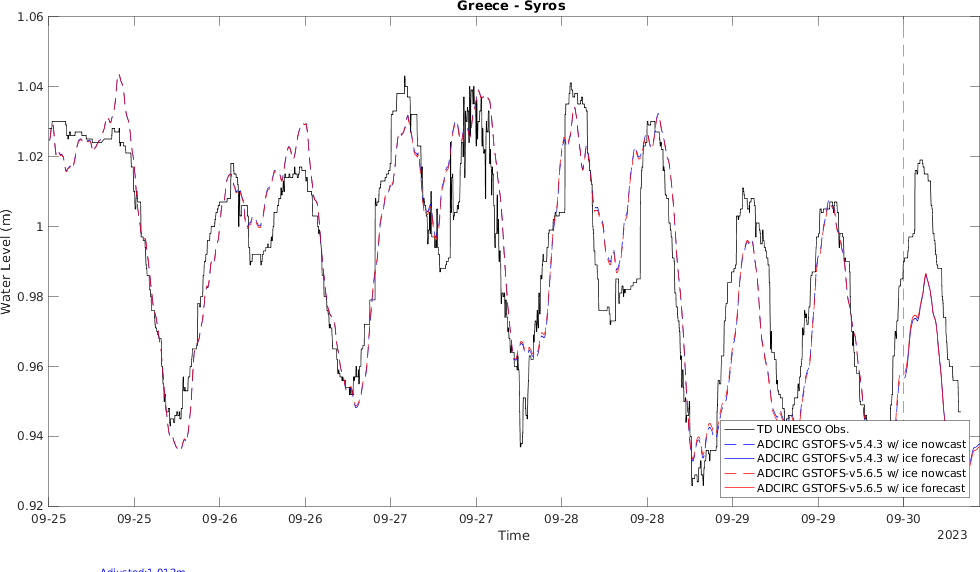 Greece - Syros
1.06
1.04
1.02
1
0.98
0.96
0.94
0.92
Water Level (m)
TD UNESCO Obs.
ADCIRC GSTOFS-v5.4.3 w/ ice nowcast
ADCIRC GSTOFS-v5.4.3 w/ ice forecast
ADCIRC GSTOFS-v5.6.5 w/ ice nowcast
ADCIRC GSTOFS-v5.6.5 w/ ice forecast
09-25 09-25 09-26 09-26 09-27 09-27 09-28 09-28 09-29 09-29 09-30
Time
2023
Adjusted:1.012m